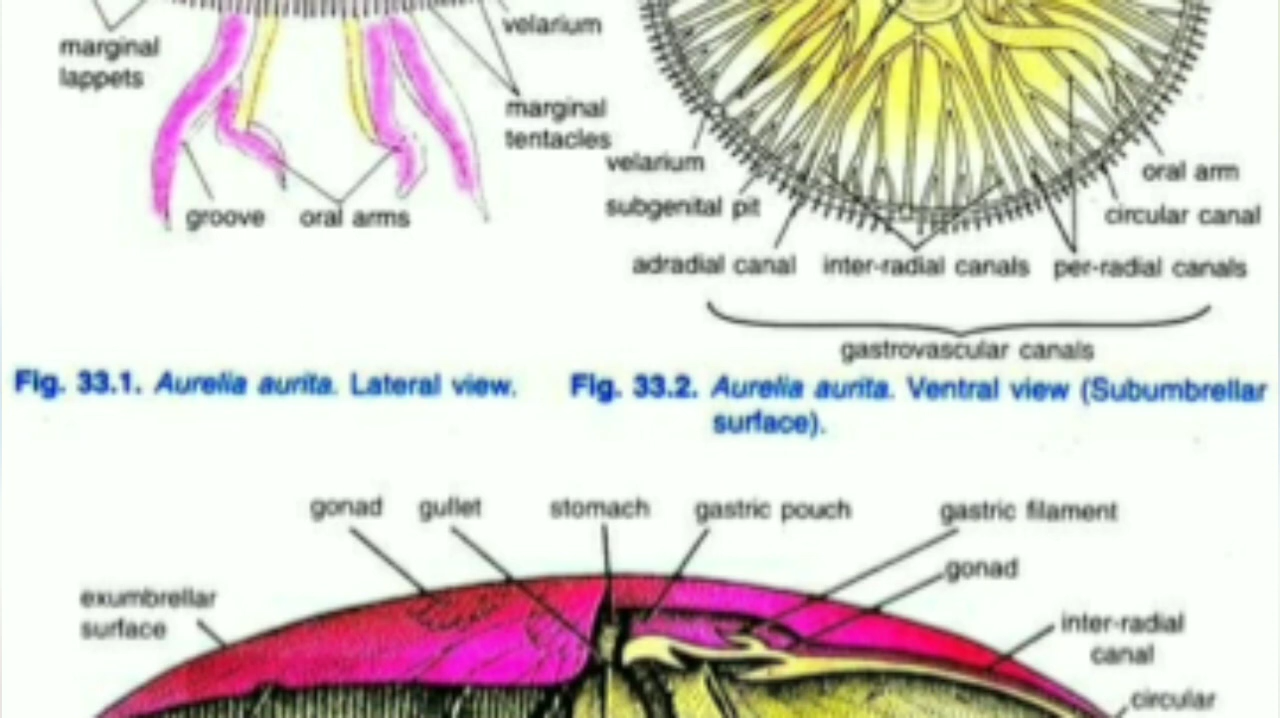 marginal
lappets
velarium
marginal
tentacles
groove
oral arms
velarium
subgenital pit
adradial canal
inter-radial canals
per-radial canals
oral arm
circular canal
gastrovascular canals
Fig. 33.1. Aurelia aurita. Lateral view.
Fig. 33.2. Aurelia aurita. Ventral view (Subumbrellar
surface).
gonad
gullet
stomach
gastric pouch
gastric filament
gonad
exumbrellar
surface
inter-radial
canal
circular